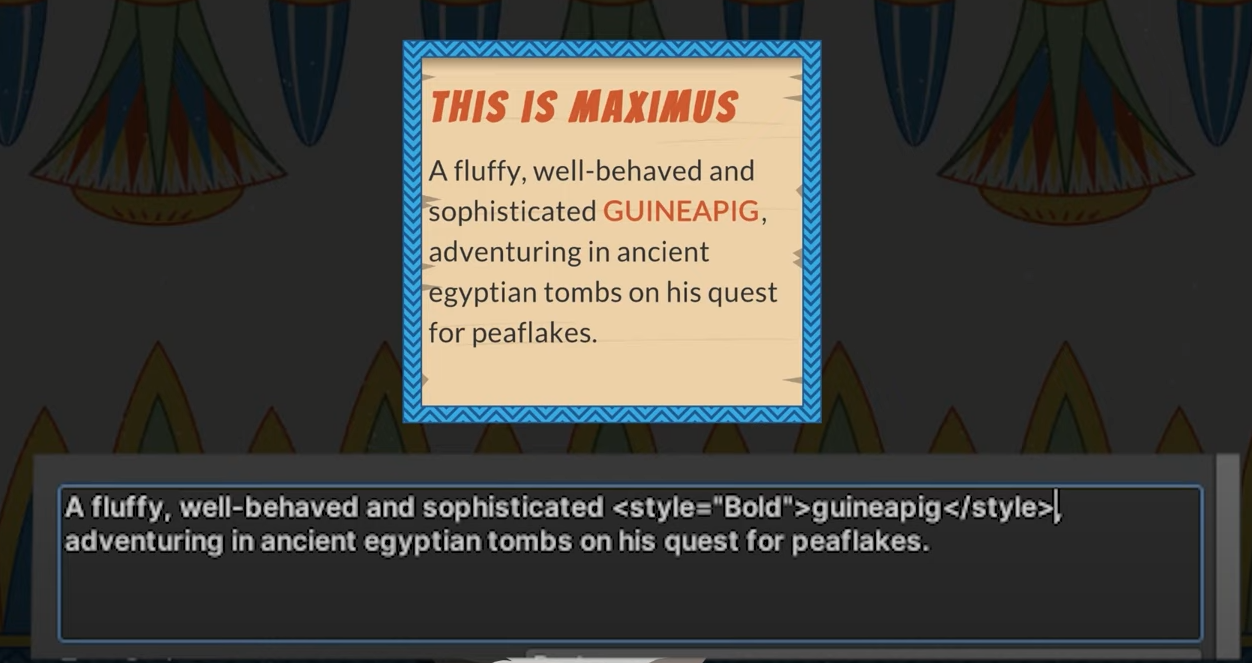 THIS IS MAXIMUS
A fluffy, well-behaved and
sophisticated GUINEAPIG,
adventuring in ancient
egyptian tombs on his quest
for peaflakes.
A fluffy, well-behaved and sophisticated <style="Bold">guineapig</style>,
adventuring in ancient egyptian tombs on his quest for peaflakes.